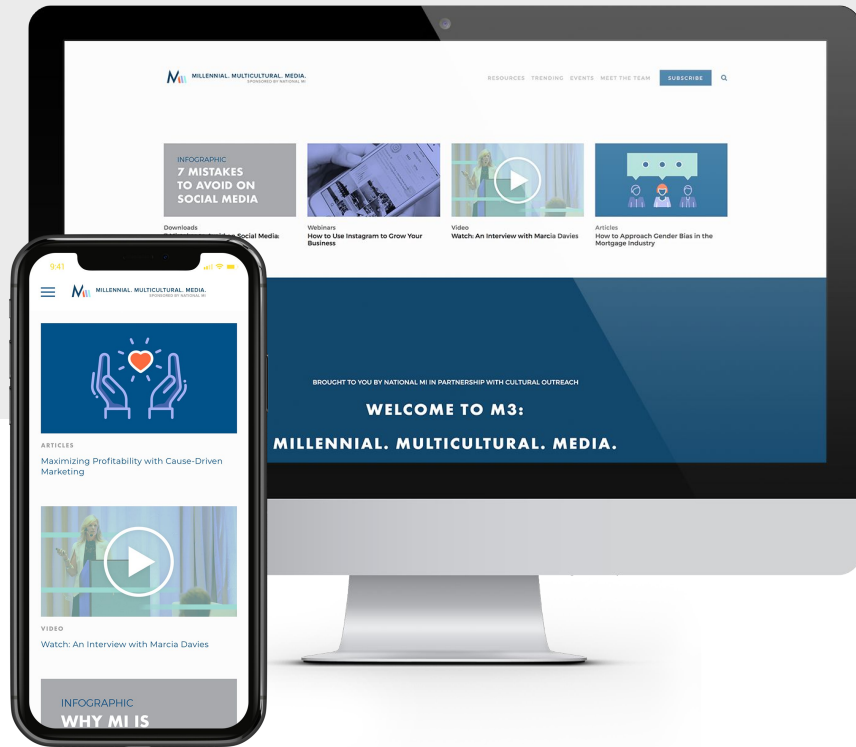 MILLENNIAL. MULTICULTURAL. MEDIA.
SPONSORED BY NATIONAL MI
RESOURCES TRENDING EVENTS MEET THE TEAM SUBSCRIBE
INFOGRAPHIC
7 MISTAKES
TO AVOID ON
SOCIAL MEDIA
Downloads
Social Media:
Webinars
How to Use Instagram to Grow Your
Business
Video
Watch: An Interview with Marcia Davies
Articles
How to Approach Gender Bias in the
Mortgage Industry
BROUGHT TO YOU BY NATIONAL MI IN PARTNERSHIP WITH CULTURAL OUTREACH
WELCOME TO M3:
MILLENNIAL. MULTICULTURAL. MEDIA.
9:41
MILLENNIAL. MULTICULTURAL. MEDIA.
SPONSORED BY NATIONAL MI
ARTICLES
Maximizing Profitability with Cause-Driven
Marketing
VIDEO
Watch: An Interview with Marcia Davies
INFOGRAPHIC
WHY MI IS